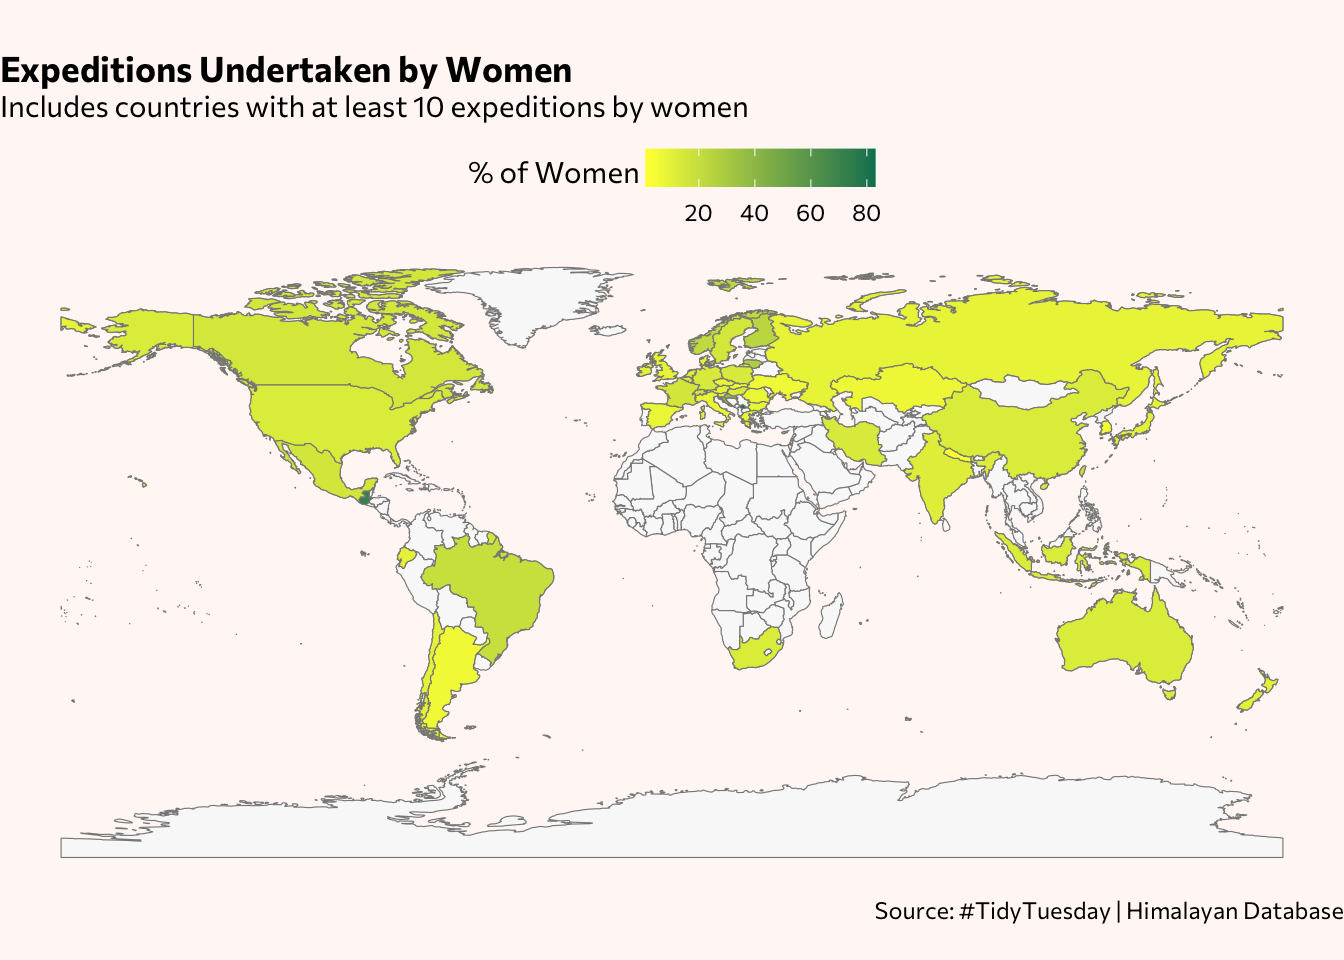 Expeditions Undertaken by Women
Includes countries with at least 10 expeditions by women
% of Women
20 40 60 80
Source: #TidyTuesday | Himalayan Database